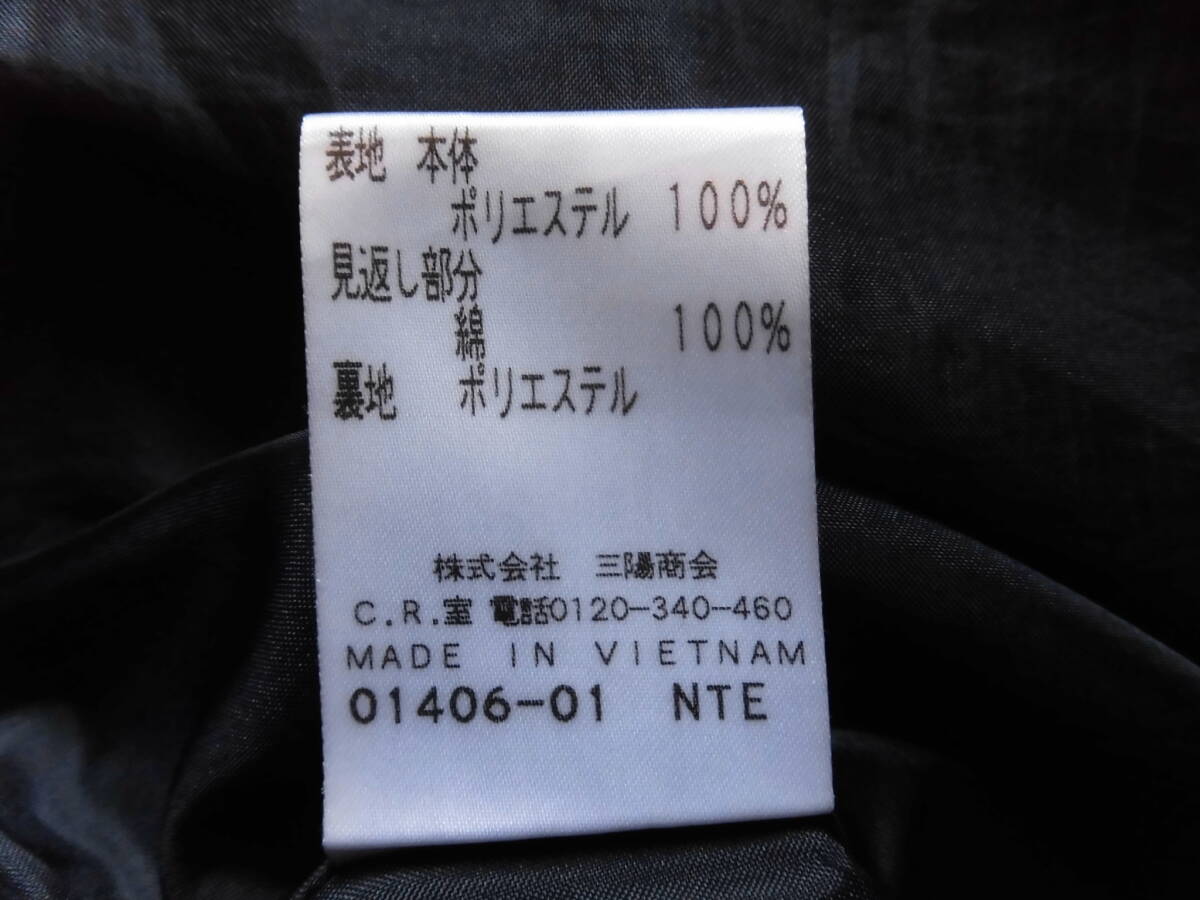 表地 本体
ポリエステル 100%
見返し部分
綿 100%
裏地 ポリエステル
株式会社 三陽商会
C.R.室 電話0120-340-460
MADE IN VIETNAM
01406-01 NTE